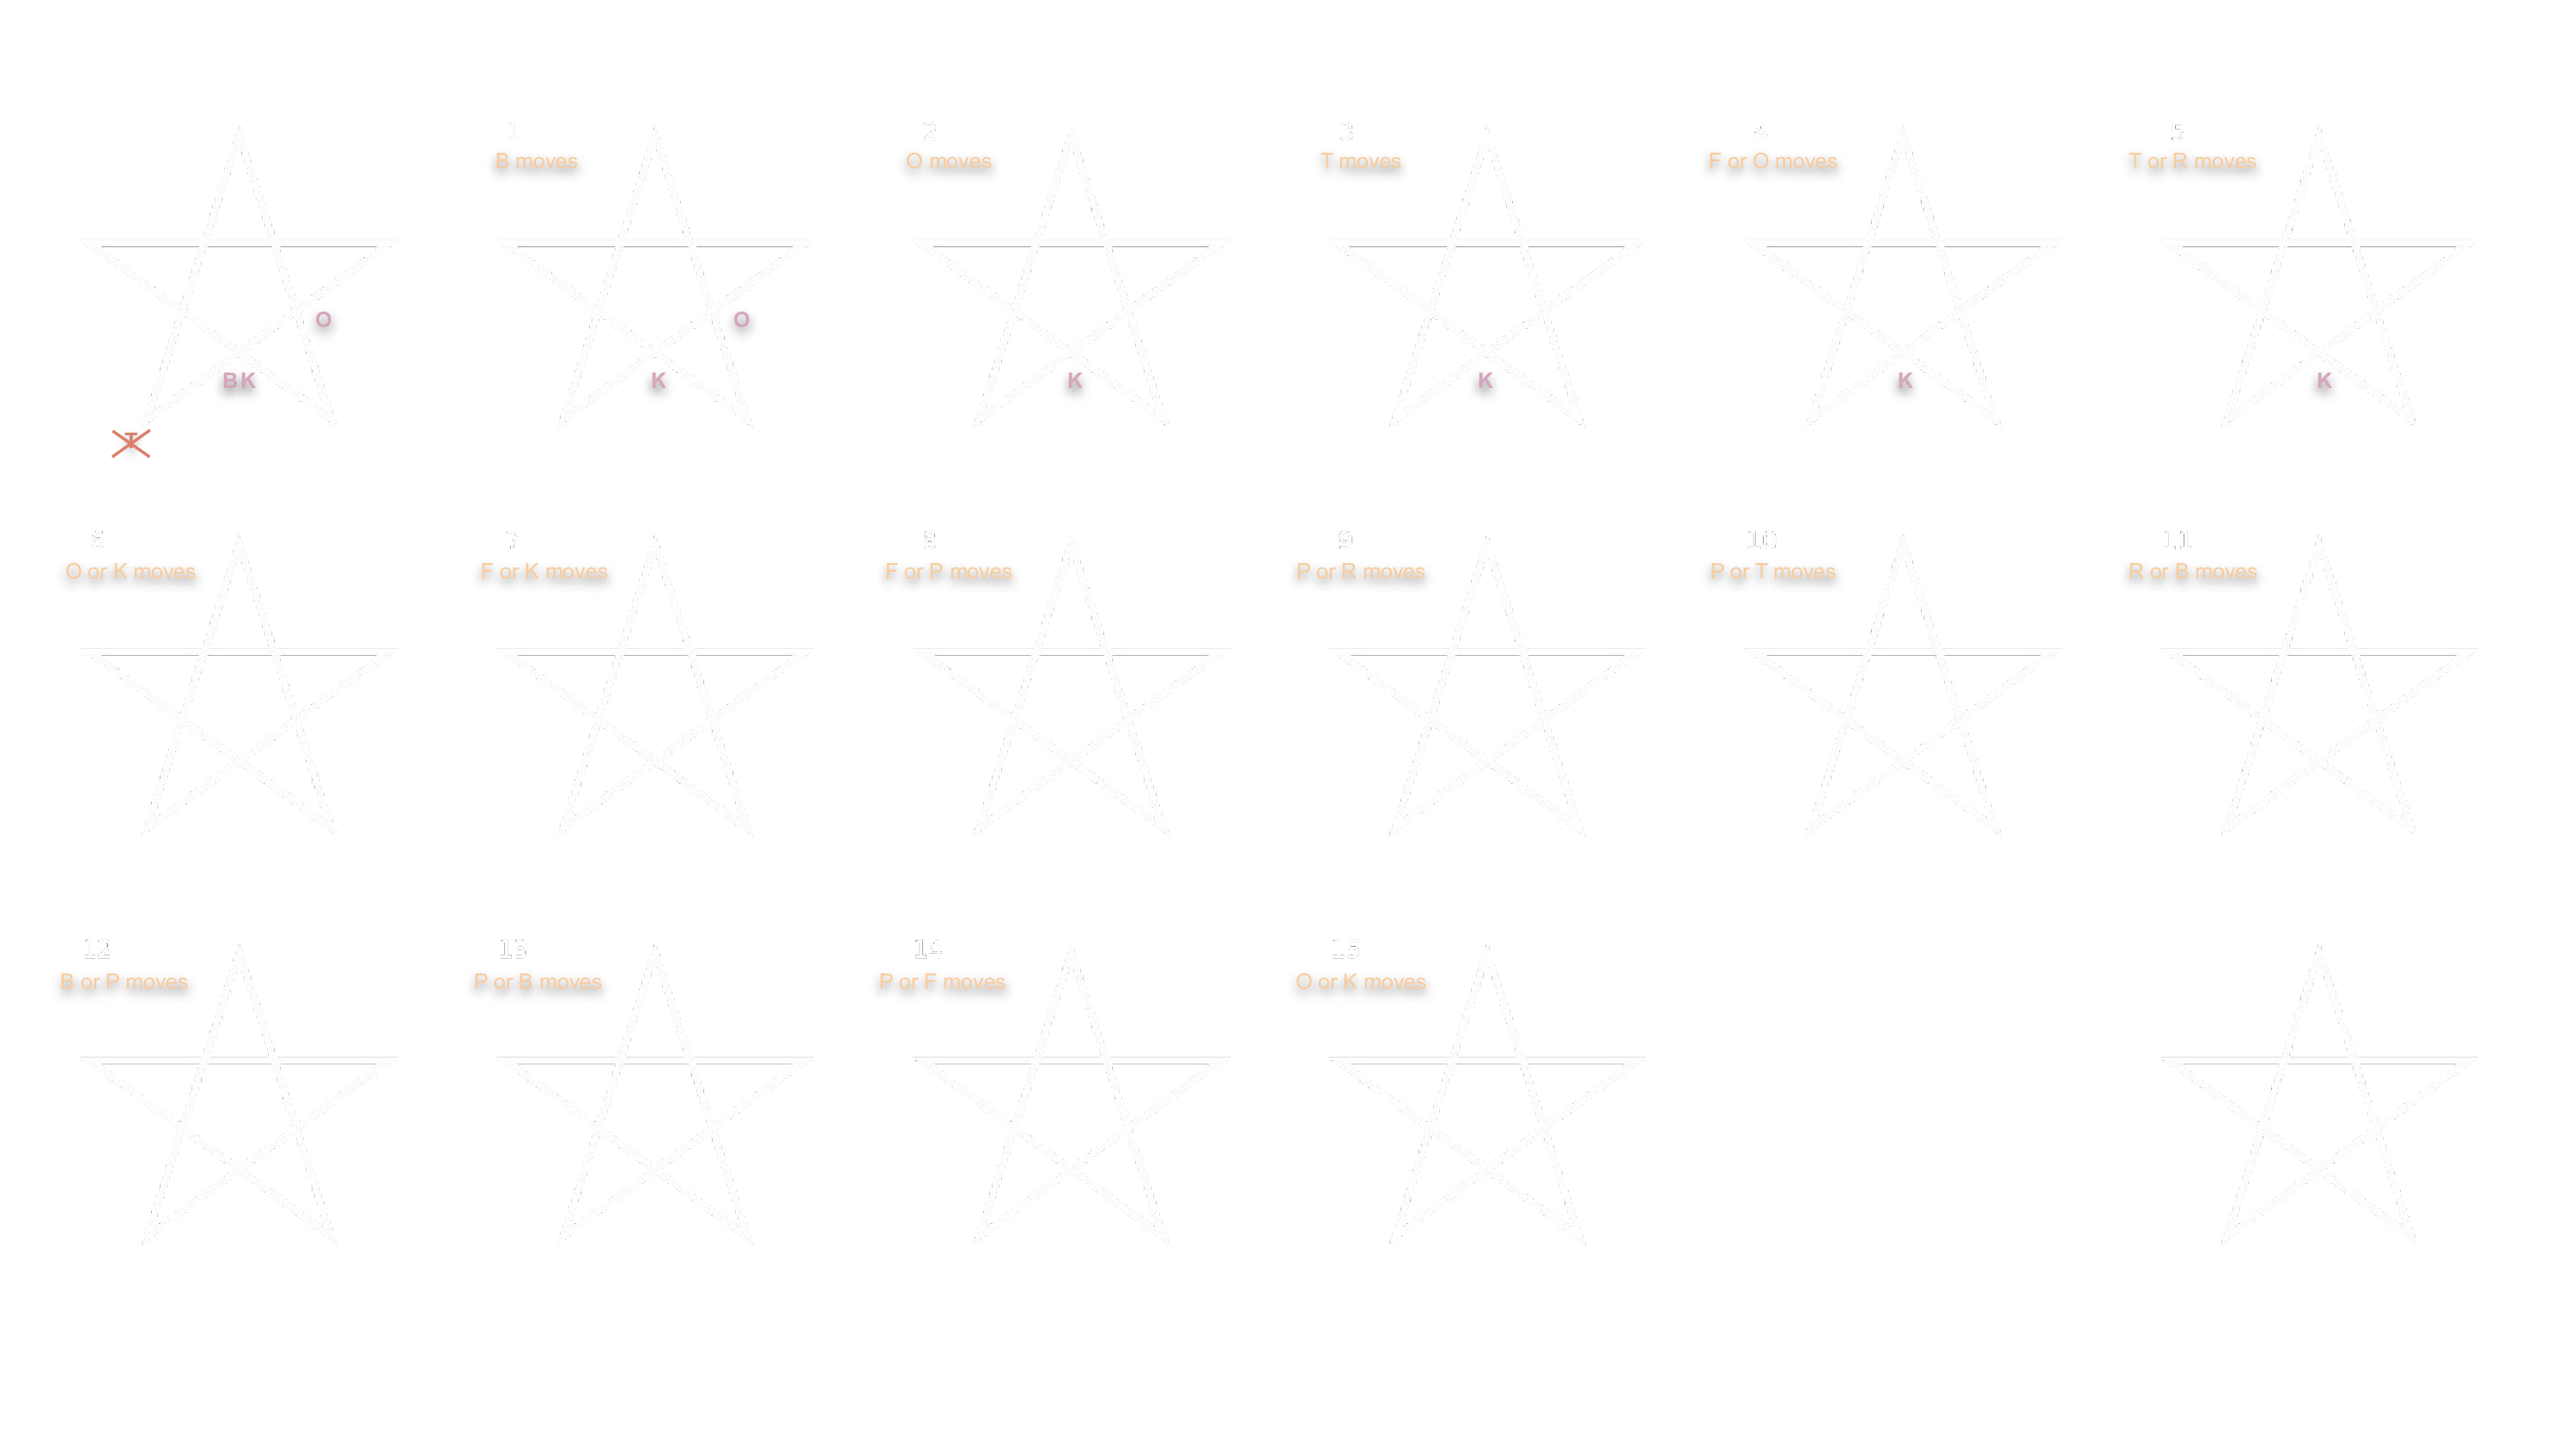 1
2
3
4
5
B moves
O moves
T moves
F or O moves
T or R moves
O
O
B K
K
K
K
K
K
T
6
7
8
9
10
11
O or K moves
F or K moves
F or P moves
P or R moves
P or T moves
R or B moves
12
13
14
15
B or P moves
P or B moves
P or F moves
O or K moves